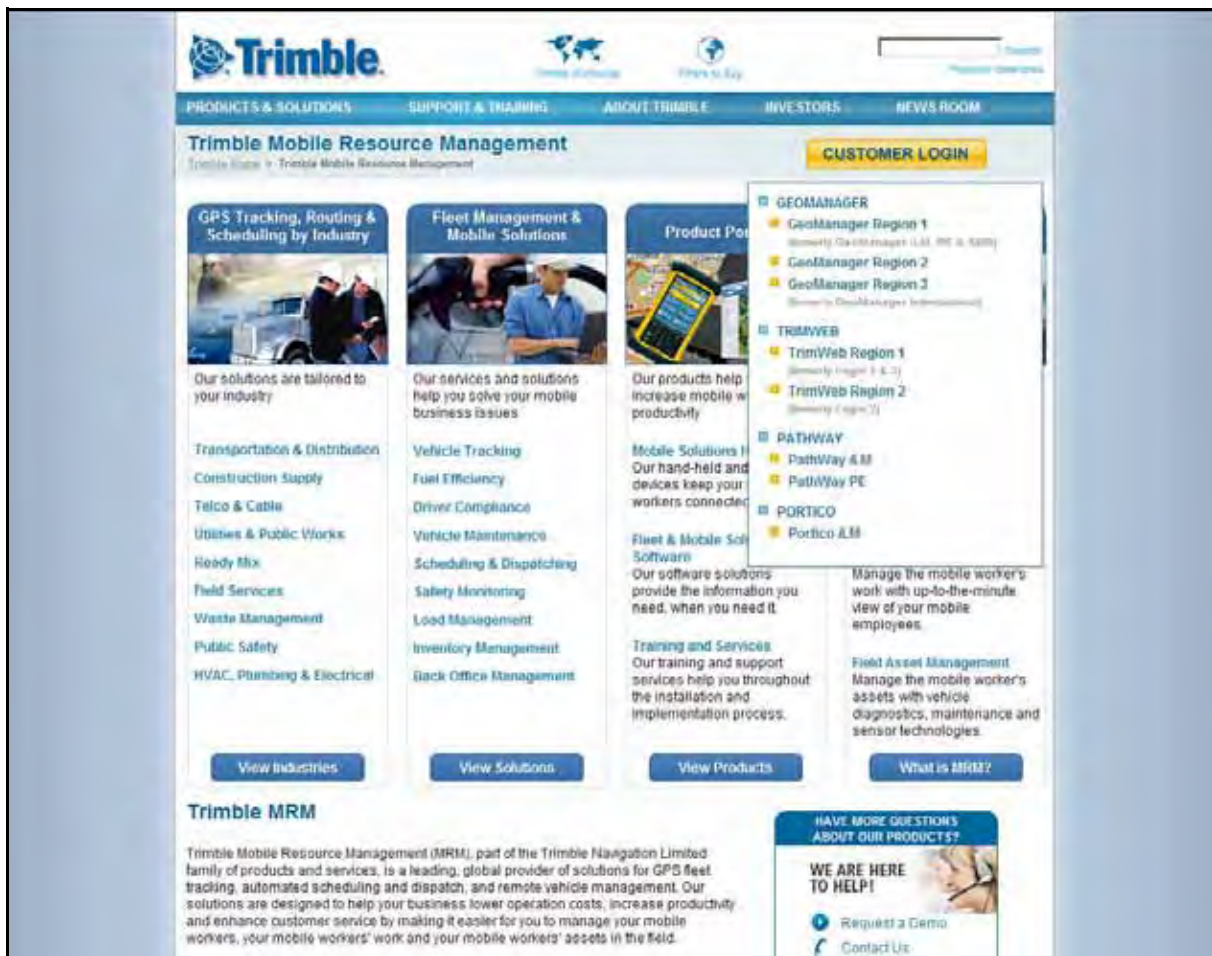 Trimble.
PRODUCTS & SOLUTIONS
SUPPORT & TRAINING
ABOUT TRIMBLE
INVESTORS
NEWS ROOM
Trimble Mobile Resource Management
Trimble Home > Trimble Mobile Resource Management
CUSTOMER LOGIN
GEOMANAGER
GeoManager Region 1
GeoManager Region 2
GeoManager Region 3
(formerly GeoManager International)
TRIMWEB
TrimWeb Region 1
TrimWeb Region 2
PATHWAY
PathWay
PathWay PE
PORTICO
Portico
GPS Tracking, Routing &
Scheduling by Industry
Our solutions are tailored to
your industry
Transportation & Distribution
Construction Supply
Telco & Cable
Utilities & Public Works
Ready Mix
Field Services
Waste Management
Public Safety
HVAC, Plumbing & Electrical
View Industries
Fleet Management &
Mobile Solutions
Our services and solutions
help you solve your mobile
business issues
Vehicle Tracking
Fuel Efficiency
Driver Compliance
Vehicle Maintenance
Scheduling & Dispatching
Safety Monitoring
Load Management
Inventory Management
Back Office Management
View Solutions
Product
Our products help
increase mobile
productivity
Mobile Solutions
Our hand-held and
devices keep your
workers connected
Fleet & Mobile
Software
Our software solutions
provide the information you
need, when you need it.
Training and Services
Our training and support
services help you throughout
the installation and
implementation process.
View Products
Manage the mobile worker's
work with up-to-the-minute
view of your mobile
employees.
Field Asset Management
Manage the mobile worker's
assets with vehicle
diagnostics, maintenance and
sensor technologies.
What is MRM?
Trimble MRM
Trimble Mobile Resource Management (MRM), part of the Trimble Navigation Limited
family of products and services, is a leading, global provider of solutions for GPS fleet
tracking, automated scheduling and dispatch, and remote vehicle management. Our
solutions are designed to help your business lower operation costs, increase productivity
and enhance customer service by making it easier for you to manage your mobile
workers, your mobile workers' work and your mobile workers' assets in the field.
HAVE MORE QUESTIONS
ABOUT OUR PRODUCTS?
WE ARE HERE
TO HELP!
Request a Demo
Contact Us